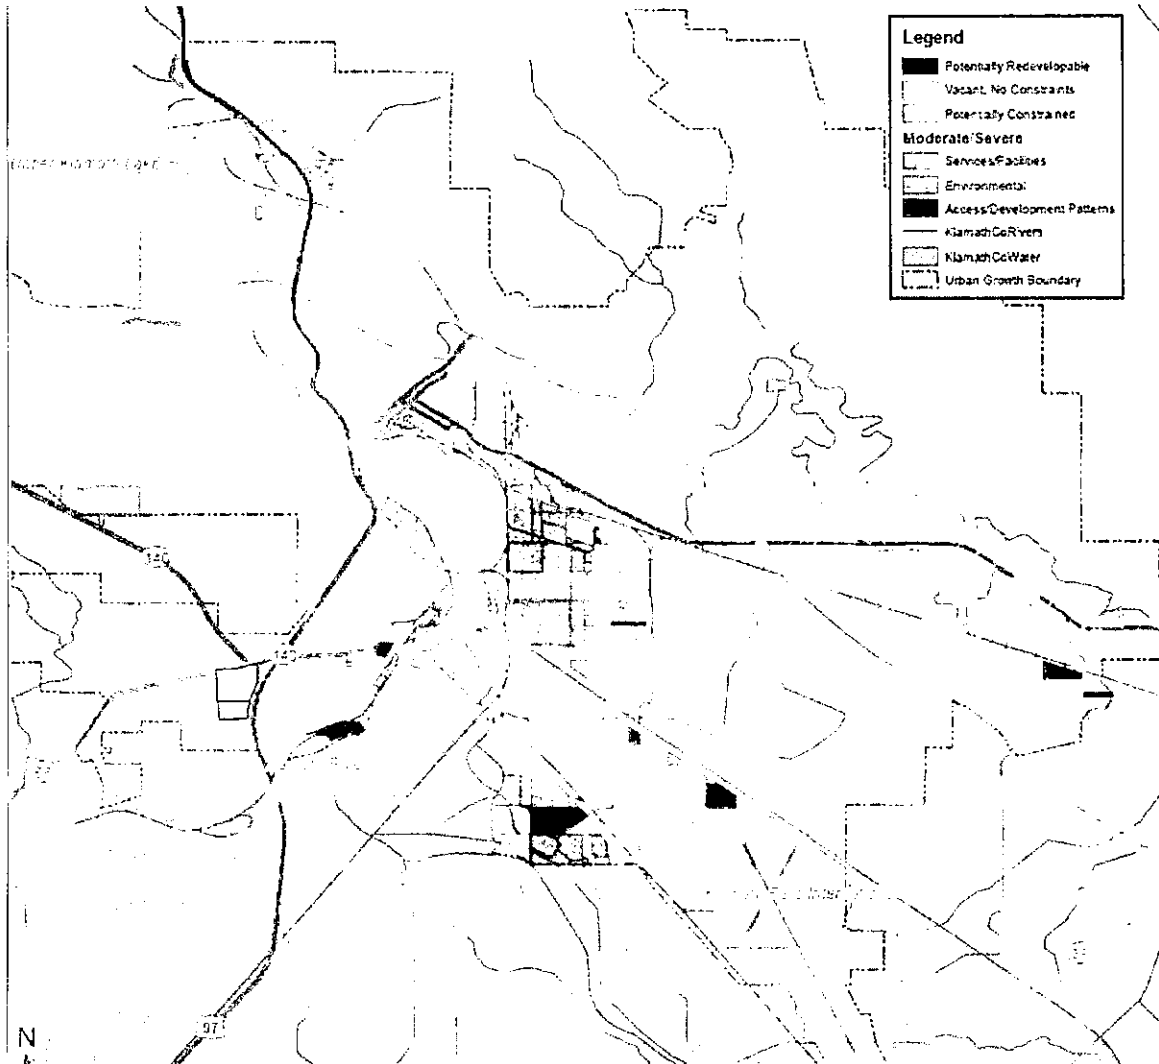 Legend
Potentially Redevelopable
Vacant, No Constraints
Potentially Constrained
Moderate/Severe
Services/Facilities
Environmental
Access/Development Patterns
KlamathCoRivers
KlamathCoWater
Urban Growth Boundary
140
97
N